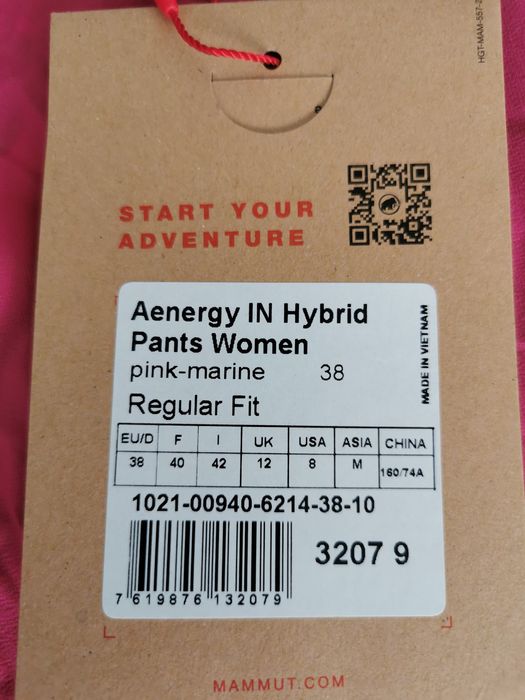 START YOUR
ADVENTURE
Aenergy IN Hybrid
Pants Women
pink-marine 38
Regular Fit
MADE IN VIETNAM
EU/D F I UK USA ASIA CHINA
38 40 42 12 8 M 160/74A
1021-00940-6214-38-10
3207 9
7 619876 132079
MAMMUT.COM